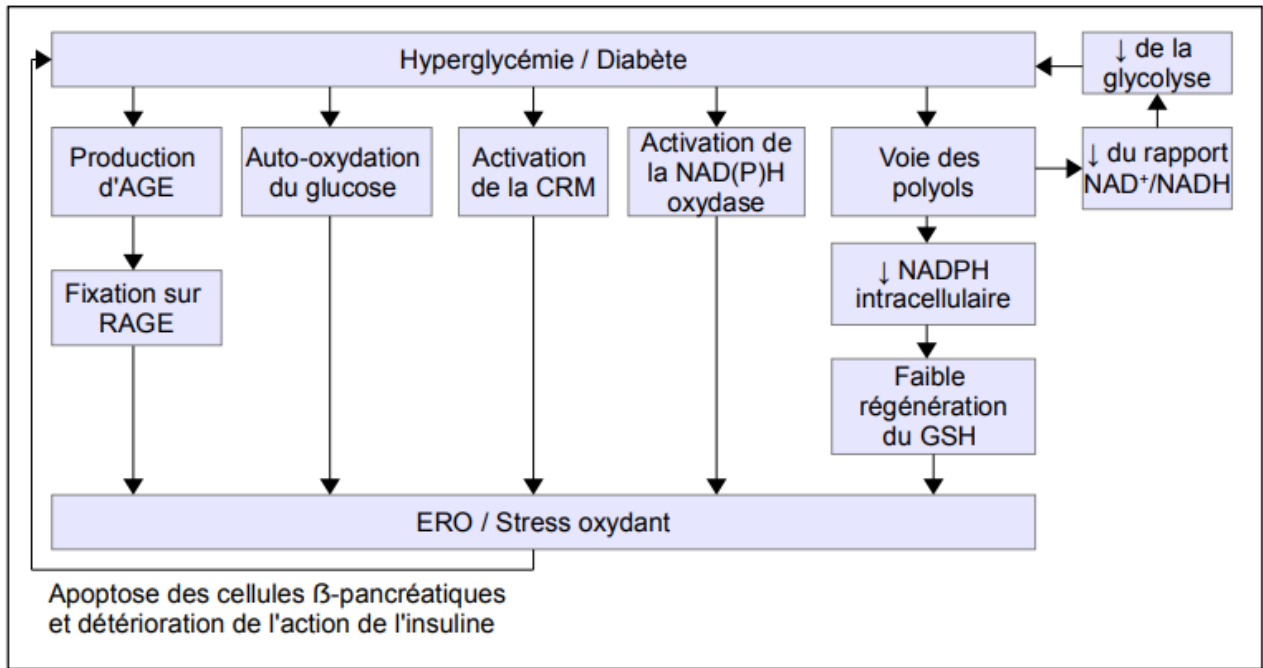 Hyperglycémie / Diabète
↓ de la
glycolyse
Production
d'AGE
Auto-oxydation
du glucose
Activation
de la CRM
Activation de
la NAD(P)H
oxydase
Voie des
polyols
↓ du rapport
NAD⁺/NADH
Fixation sur
RAGE
↓ NADPH
intracellulaire
Faible
régénération
du GSH
ERO / Stress oxydant
Apoptose des cellules ß-pancréatiques
et détérioration de l'action de l'insuline